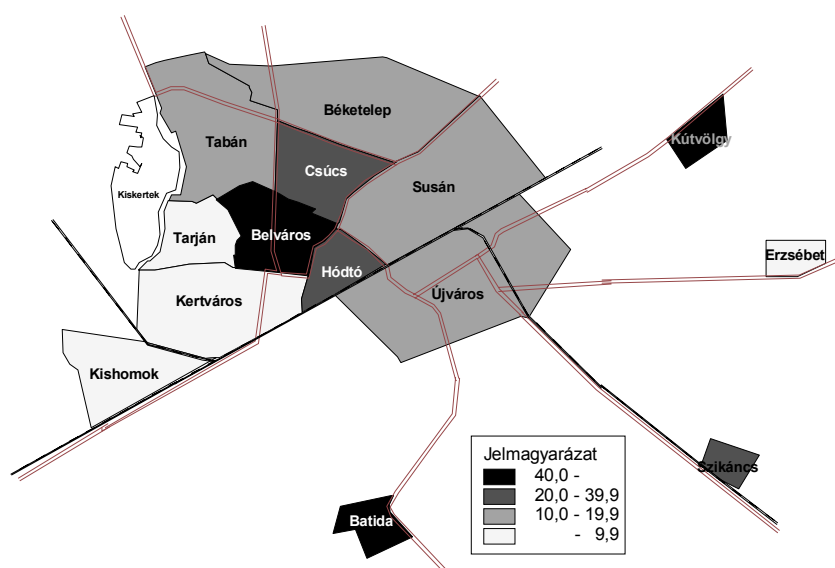 Béketelep
Kútvölgy
Tabán
Csúcs
Susán
Kiskertek
Tarján
Belváros
Erzsébet
Hódtó
Újváros
Kertváros
Kishomok
Jelmagyarázat
40,0 -
20,0 - 39,9
10,0 - 19,9
- 9,9
Szikáncs
Batida